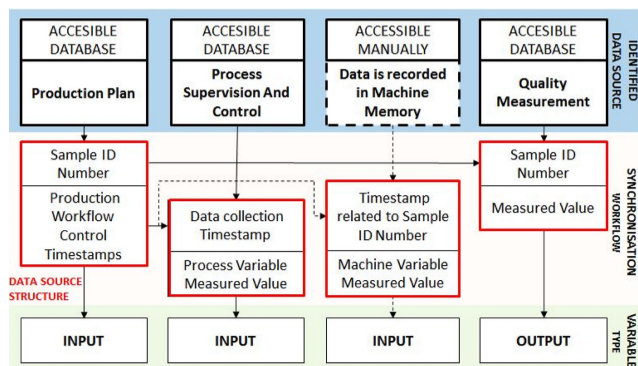 ACCESIBLE
DATABASE
ACCESIBLE
DATABASE
ACCESSIBLE
MANUALLY
ACCESIBLE
DATABASE
IDENTIFIED
DATA SOURCE
Production Plan
Process
Supervision And
Control
Data is recorded
in Machine
Memory
Quality
Measurement
Sample ID
Number
Production
Workflow
Control
Timestamps
Data collection
Timestamp
Process Variable
Measured Value
Timestamp
related to Sample
ID Number
Machine Variable
Measured Value
Sample ID
Number
Measured Value
SYNCHRONISATION
WORKFLOW
DATA SOURCE
STRUCTURE
INPUT
INPUT
INPUT
OUTPUT
VARIABLE
TYPE